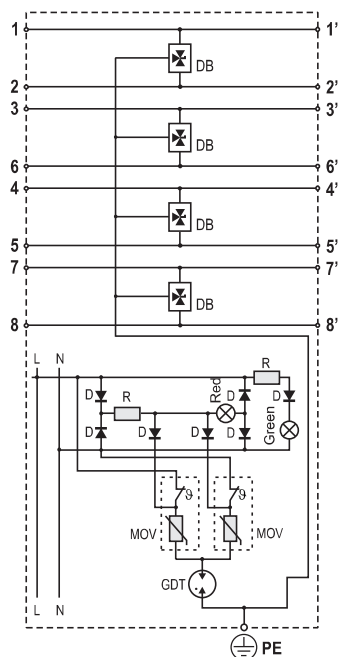 1 1'
DB
2 2'
3 3'
DB
6 6'
4 4'
DB
5 5'
7 7'
DB
8 8'
L N
R
Red
D R D D
Green
D D D D
ϑ ϑ
MOV MOV
GDT
L N
PE